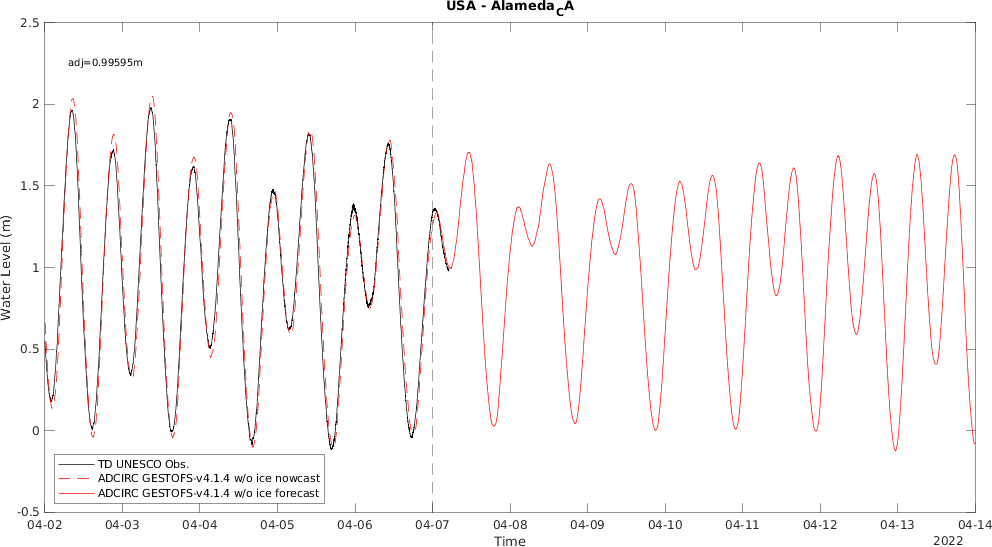 USA - Alameda_CA
2.5
adj=0.99595m
2
1.5
1
0.5
0
-0.5
Water Level (m)
TD UNESCO Obs.
ADCIRC GESTOFS-v4.1.4 w/o ice nowcast
ADCIRC GESTOFS-v4.1.4 w/o ice forecast
04-02 04-03 04-04 04-05 04-06 04-07 04-08 04-09 04-10 04-11 04-12 04-13 04-14
Time
2022